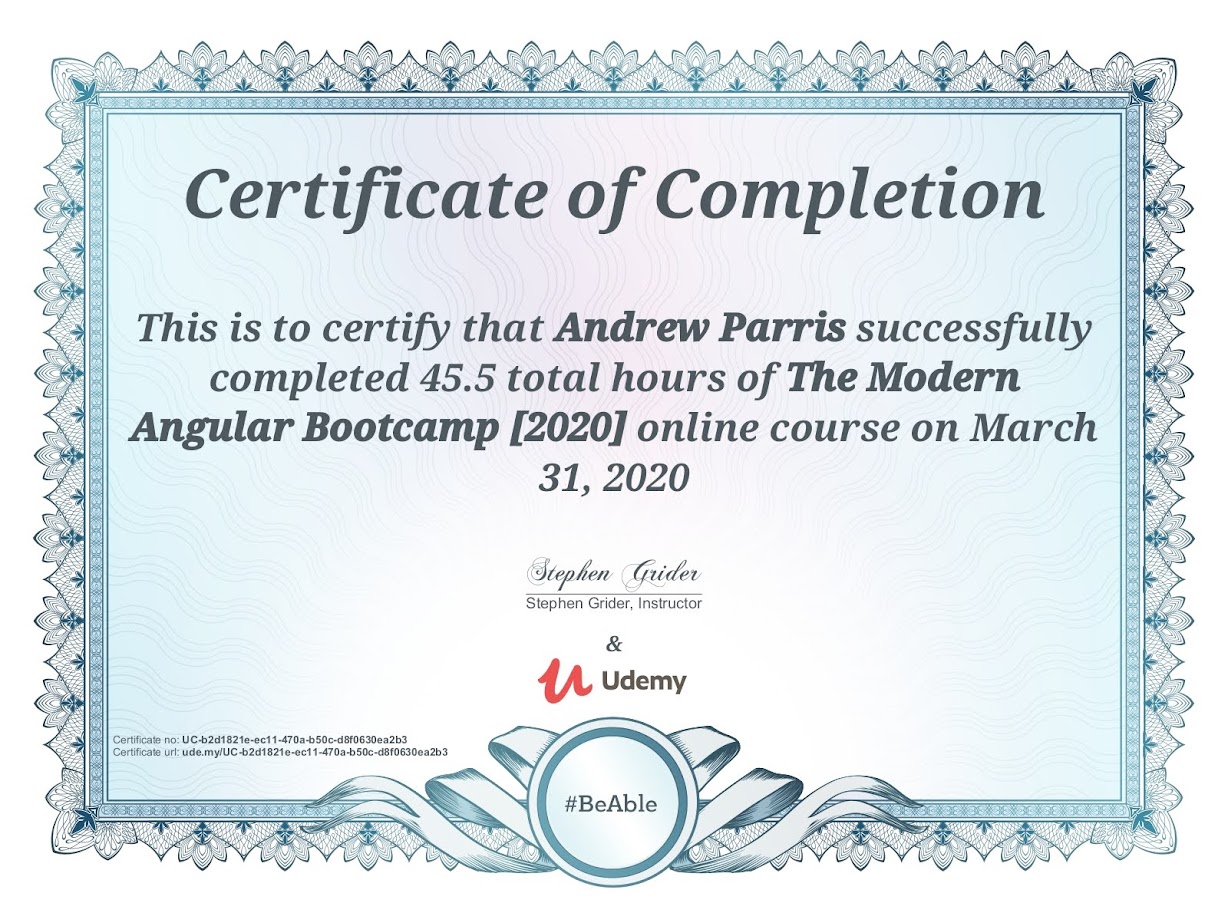 Certificate of Completion
This is to certify that Andrew Parris successfully
completed 45.5 total hours of The Modern
Angular Bootcamp [2020] online course on March
31, 2020
Stephen Grider
Stephen Grider, Instructor
&
Udemy
Certificate no: UC-b2d1821e-ec11-470a-b50c-d8f0630ea2b3
Certificate url: ude.my/UC-b2d1821e-ec11-470a-b50c-d8f0630ea2b3
#BeAble